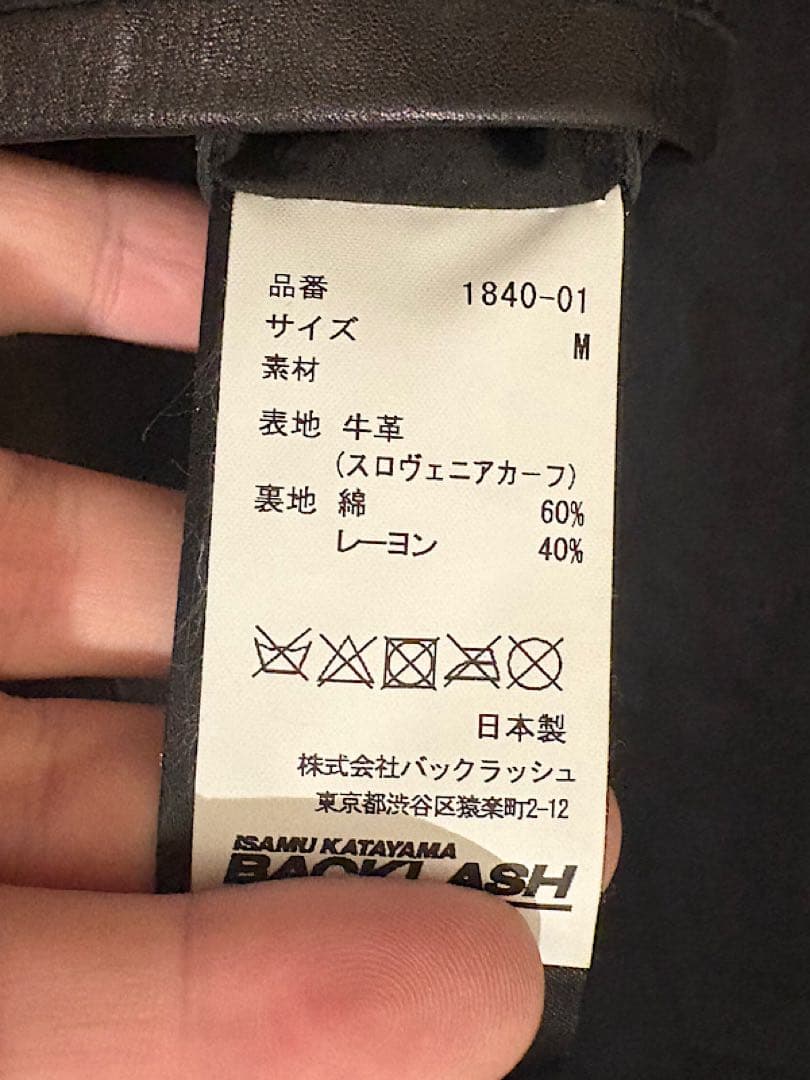 品番 1840-01
サイズ M
素材
表地 牛革
(スロヴェニアカーフ)
裏地 綿 60%
レーヨン 40%
日本製
株式会社バックラッシュ
東京都渋谷区猿楽町2-12
ISAMU KATAYAMA
BACKLASH